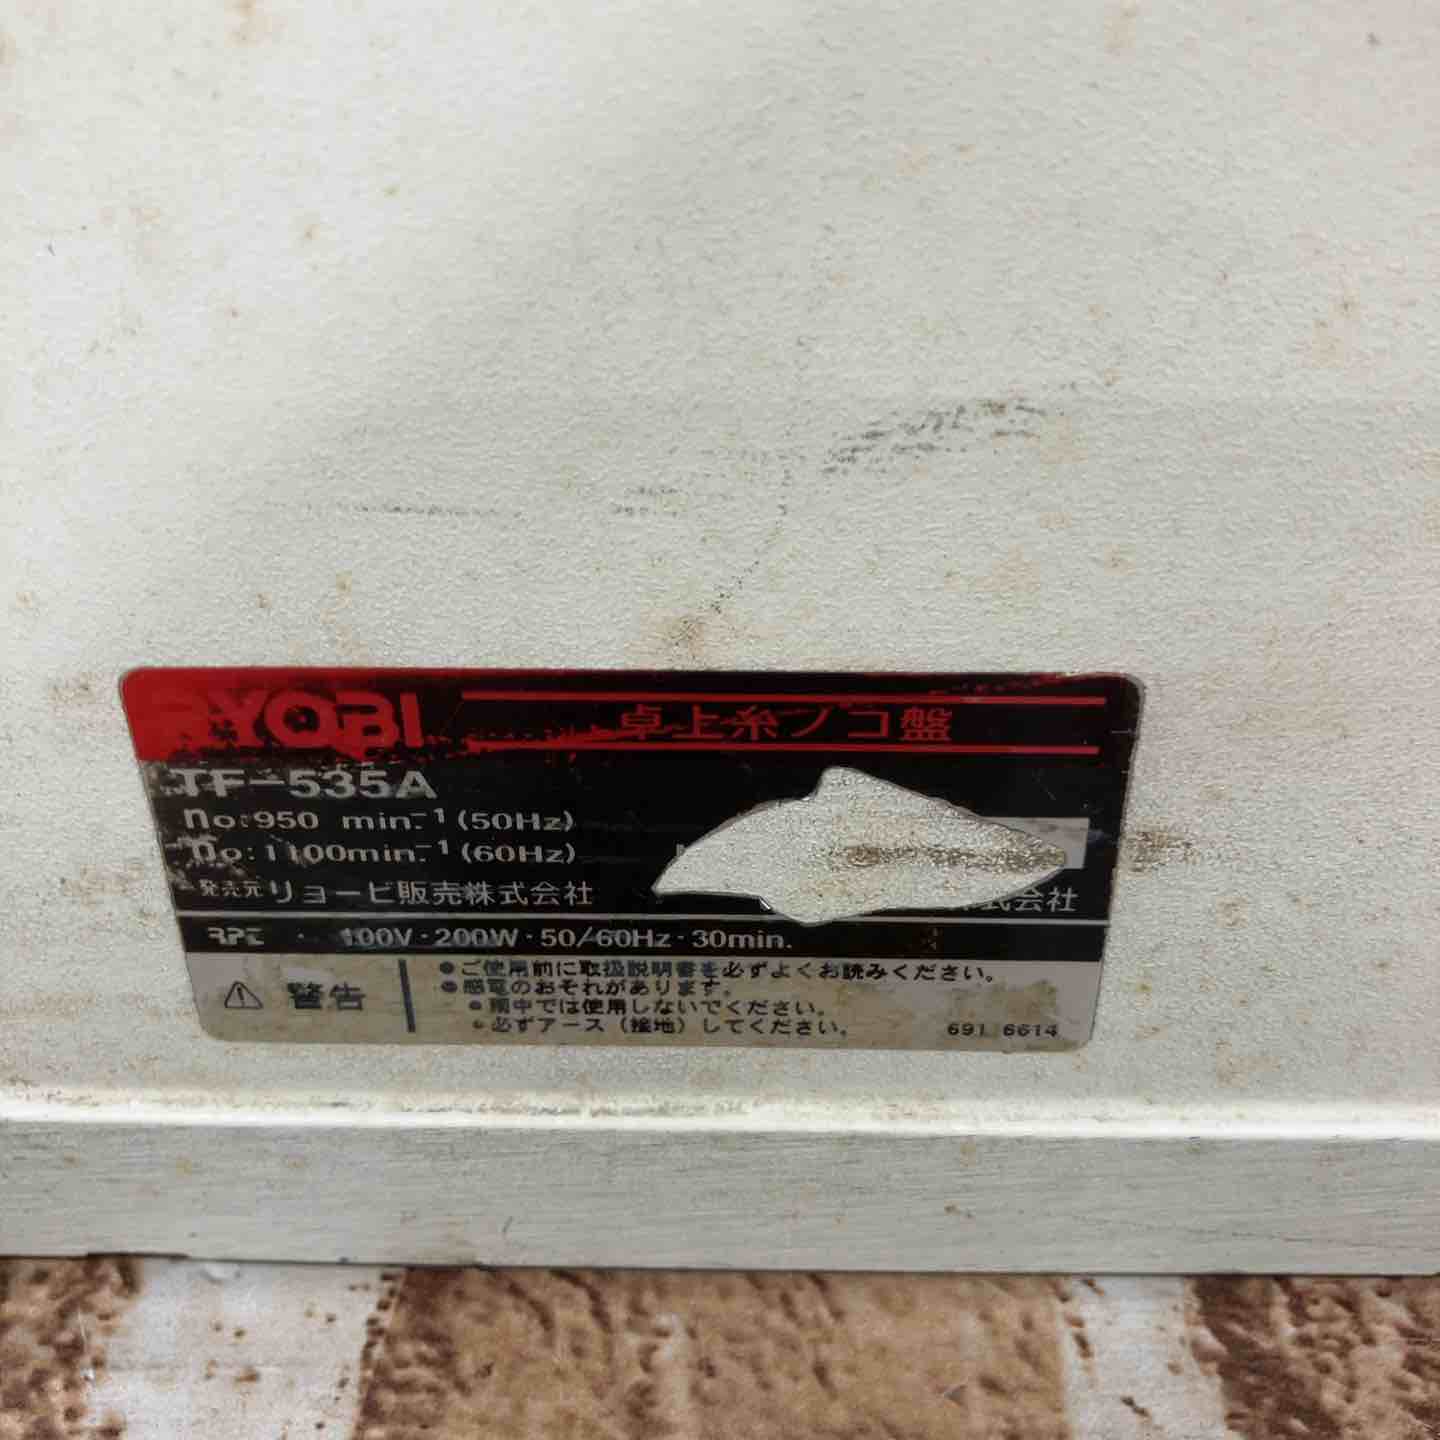 RYOBI 卓上糸ノコ盤
TF-535A
no:950 min.⁻¹ (50Hz)
no:1100min.⁻¹ (60Hz)
発売元 リョービ販売株式会社 式会社
100V·200W·50/60Hz·30min.
⚠ 警告
●ご使用前に取扱説明書を必ずよくお読みください。
●感電のおそれがあります。
●雨中では使用しないでください。
●必ずアース（接地）してください。
691 6614